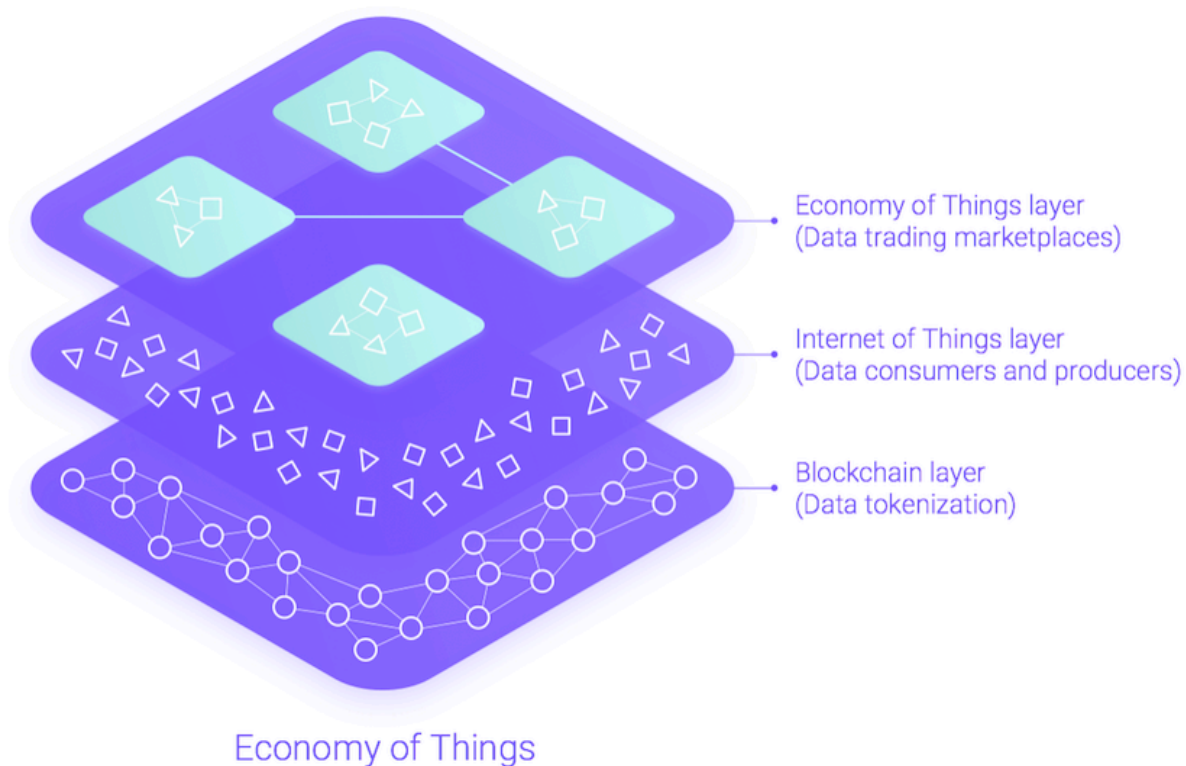 Economy of Things layer
(Data trading marketplaces)
Internet of Things layer
(Data consumers and producers)
Blockchain layer
(Data tokenization)
Economy of Things